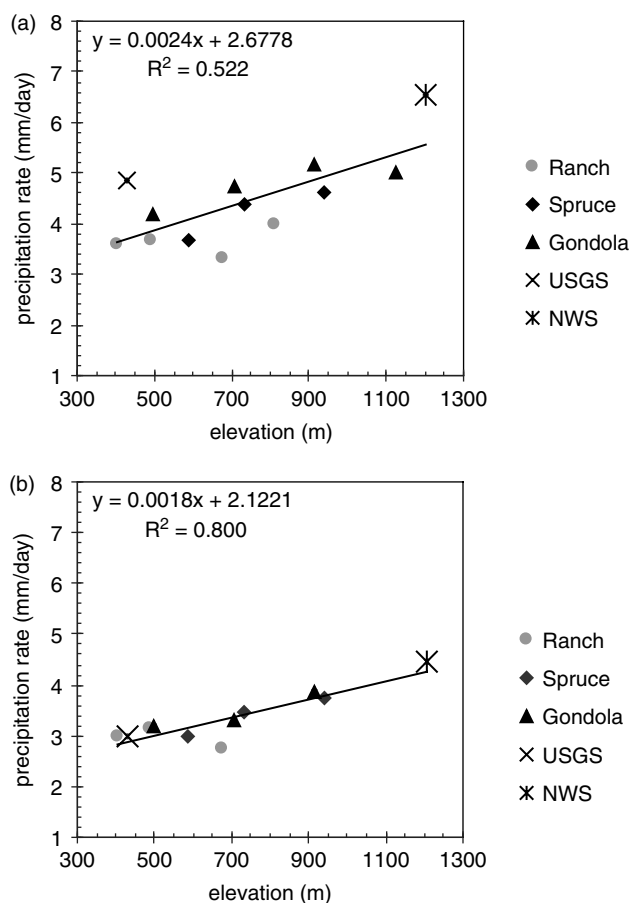 (a)
y = 0.0024x + 2.6778
R² = 0.522
precipitation rate (mm/day)
8
7
6
5
4
3
2
1
300 500 700 900 1100 1300
elevation (m)
Ranch
Spruce
Gondola
USGS
NWS
(b)
y = 0.0018x + 2.1221
R² = 0.800
precipitation rate (mm/day)
8
7
6
5
4
3
2
1
300 500 700 900 1100 1300
elevation (m)
Ranch
Spruce
Gondola
USGS
NWS